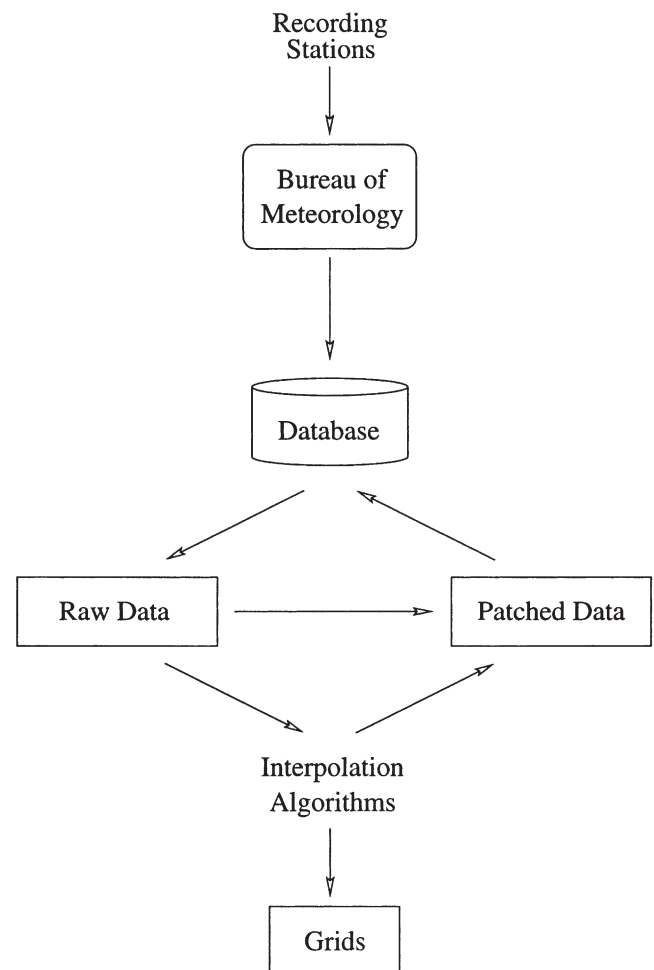 Recording
Stations
Bureau of
Meteorology
Database
Raw Data
Patched Data
Interpolation
Algorithms
Grids